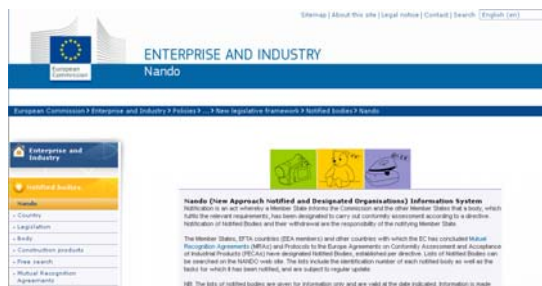 Sitemap | About this site | Legal notice | Contact | Search English (en)
European
Commission
ENTERPRISE AND INDUSTRY
Nando
European Commission > Enterprise and Industry > Policies > ... > New legislative framework > Notified bodies > Nando
Enterprise and
Industry
Notified bodies
Nando
Country
Legislation
Body
Construction products
Free search
Mutual Recognition
Agreements
Nando (New Approach Notified and Designated Organisations) Information System
Notification is an act whereby a Member State informs the Commission and the other Member States that a body, which
fulfils the relevant requirements, has been designated to carry out conformity assessment according to a directive.
Notification of Notified Bodies and their withdrawal are the responsibility of the notifying Member State.
The Member States, EFTA countries (EEA members) and other countries with which the EC has concluded Mutual
Recognition Agreements (MRAs) and Protocols to the Europe Agreements on Conformity Assessment and Acceptance
of Industrial Products (PECAs) have designated Notified Bodies, established per directive. Lists of Notified Bodies can
be searched on the NANDO web site. The lists include the identification number of each notified body as well as the
tasks for which it has been notified, and are subject to regular update.
NB: The lists of notified bodies are given for information only and are valid at the date indicated. Information is made